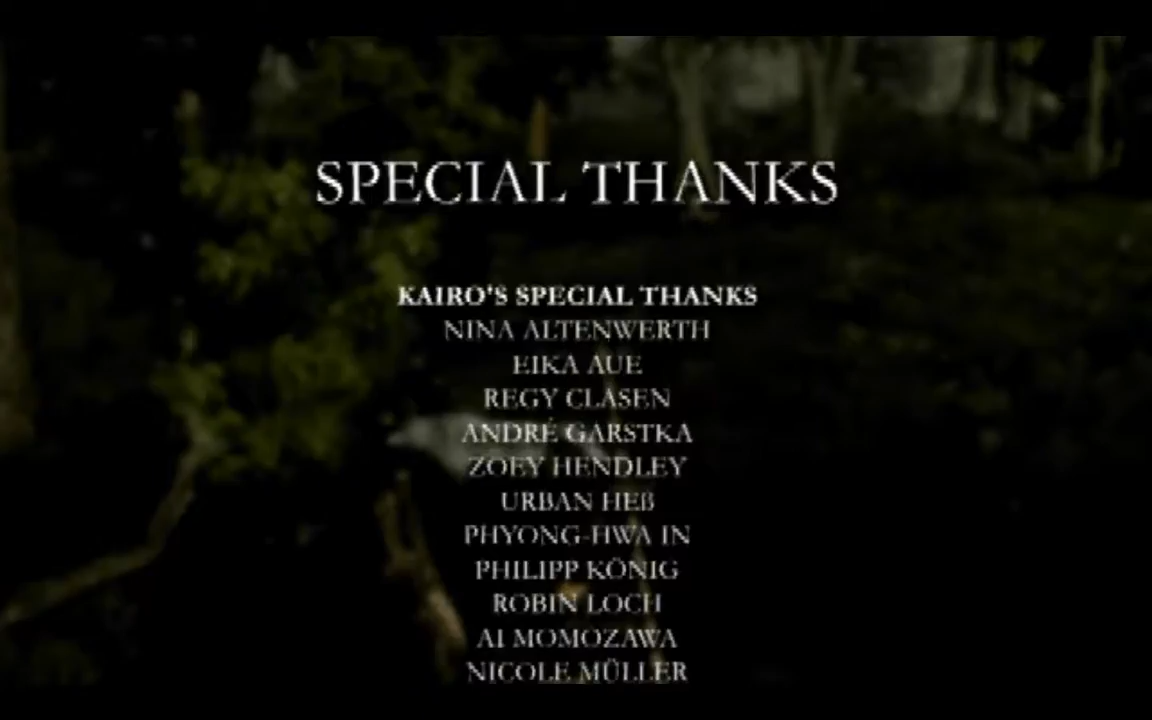 SPECIAL THANKS
KAIRO'S SPECIAL THANKS
NINA ALTENWERTH
EIKA AUE
REGY CLASEN
ANDRÉ GARSTKA
ZOEY HENDLEY
URBAN HEß
PHYONG-HWA IN
PHILIPP KÖNIG
ROBIN LOCH
AI MOMOZAWA
NICOLE MÜLLER